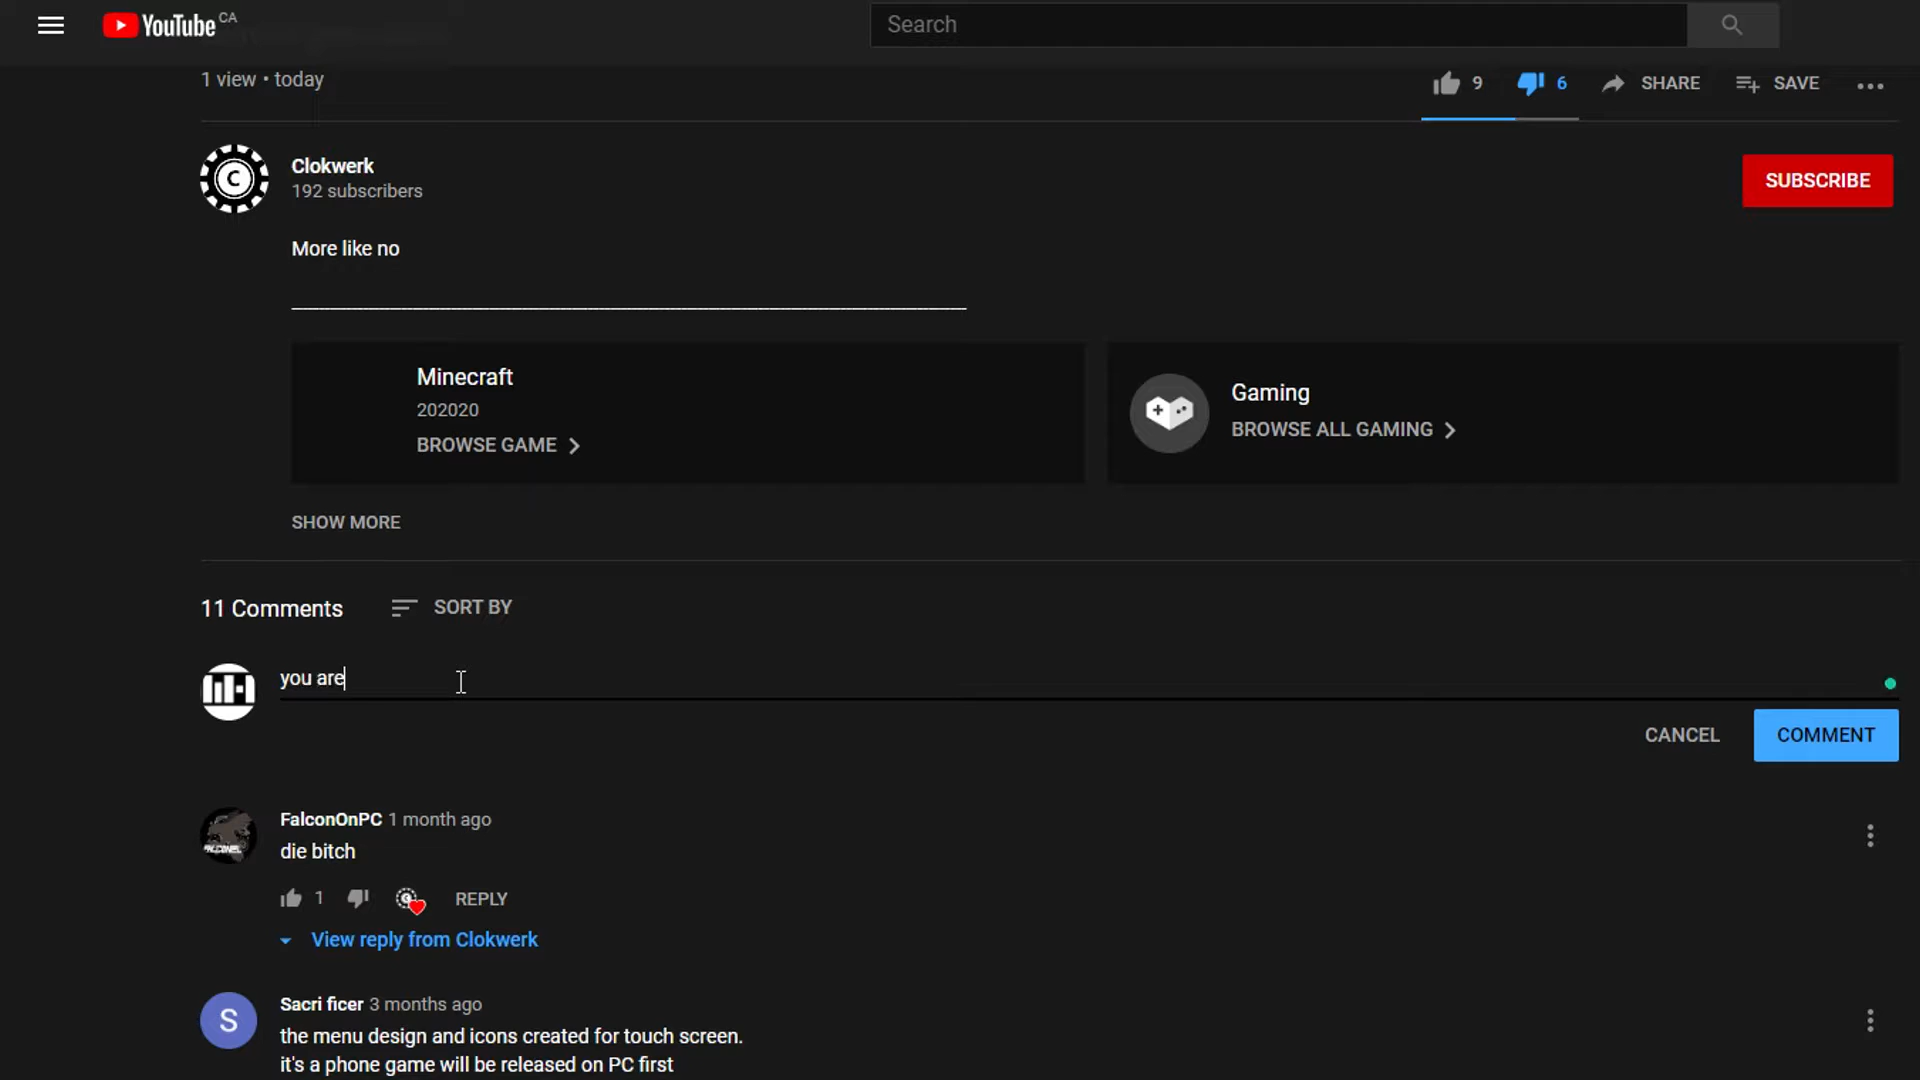 YouTube CA
Search
1 view • today
9
6
SHARE
SAVE
C
Clokwerk
192 subscribers
SUBSCRIBE
More like no
Minecraft
202020
BROWSE GAME
Gaming
BROWSE ALL GAMING
SHOW MORE
11 Comments
SORT BY
you are
CANCEL
COMMENT
FalconOnPC 1 month ago
die bitch
1
REPLY
View reply from Clokwerk
S
Sacri ficer 3 months ago
the menu design and icons created for touch screen.
it's a phone game will be released on PC first